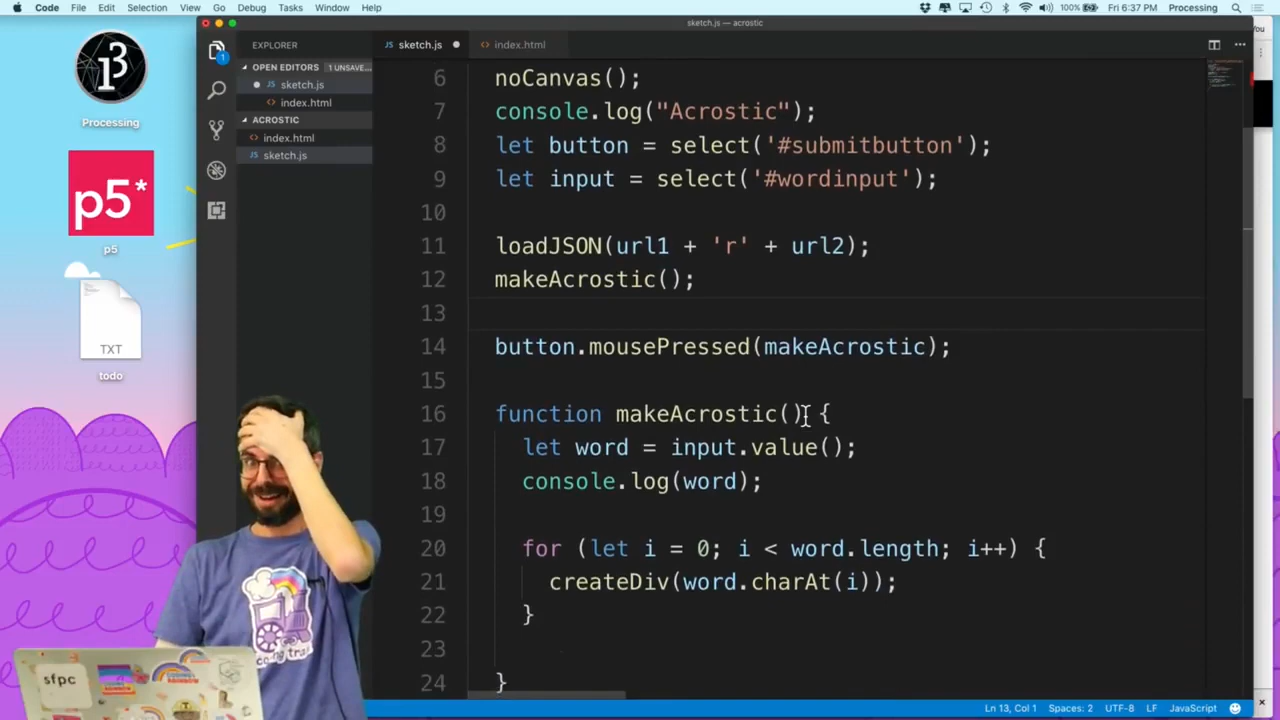 Code File Edit Selection View Go Debug Tasks Window Help 100% Fri 6:37 PM Processing
sketch.js — acrostic
EXPLORER sketch.js index.html
OPEN EDITORS 1 UNSAVE...
sketch.js
index.html
ACROSTIC
index.html
sketch.js
Processing
p5*
p5
TXT
todo
6 noCanvas();
7 console.log("Acrostic");
8 let button = select('#submitbutton');
9 let input = select('#wordinput');
10
11 loadJSON(url1 + 'r' + url2);
12 makeAcrostic();
13
14 button.mousePressed(makeAcrostic);
15
16 function makeAcrostic() {
17 let word = input.value();
18 console.log(word);
19
20 for (let i = 0; i < word.length; i++) {
21 createDiv(word.charAt(i));
22 }
23
24 }
sfpc
Ln 13, Col 1 Spaces: 2 UTF-8 LF JavaScript